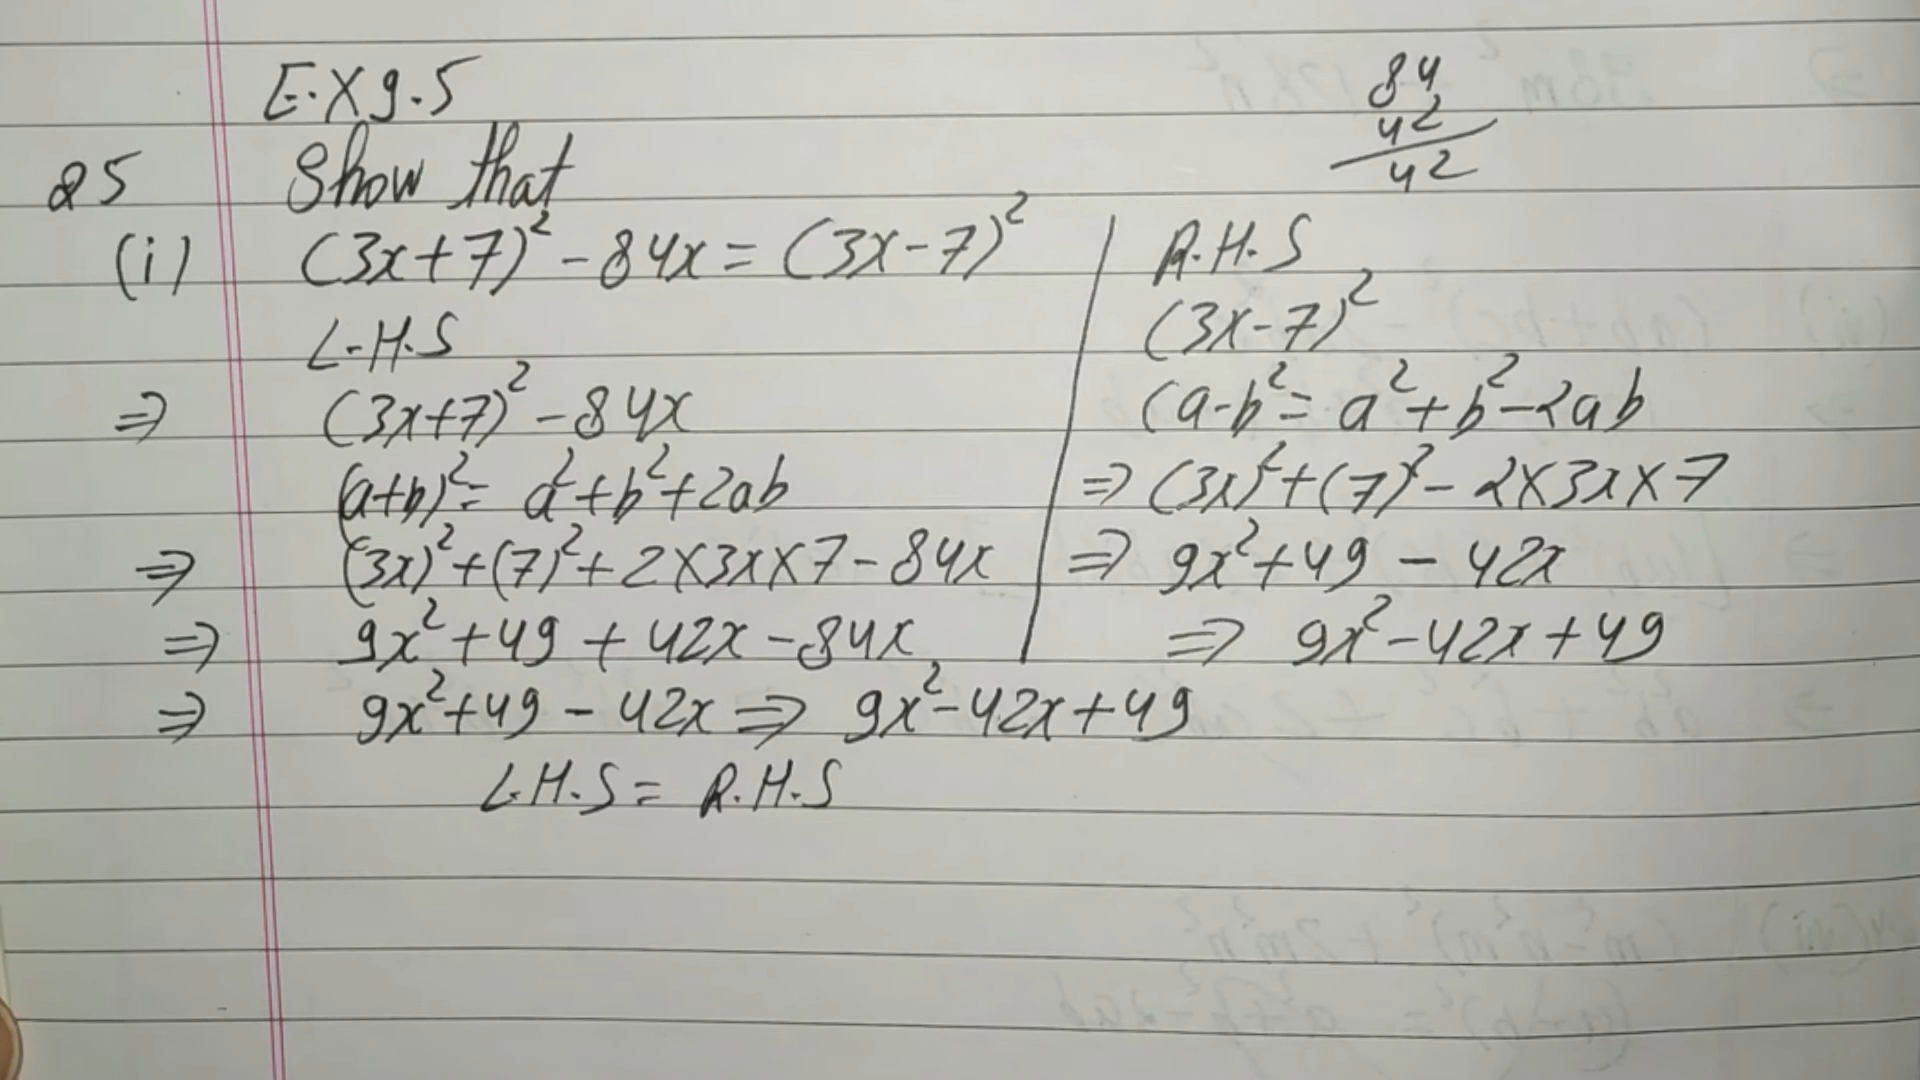 E.X 9.5
84
42
42
Q5 Show that
(i) (3x+7)² - 84x = (3x-7)²
L.H.S
⇒ (3x+7)² - 84x
(a+b)² = a²+b²+2ab
⇒ (3x)²+(7)²+2×3x×7-84x
⇒ 9x²+49+42x-84x
⇒ 9x²+49-42x ⇒ 9x²-42x+49
R.H.S
(3x-7)²
(a-b² = a²+b²-2ab
⇒ (3x)²+(7)²-2×3x×7
⇒ 9x²+49-42x
⇒ 9x²-42x+49
L.H.S = R.H.S